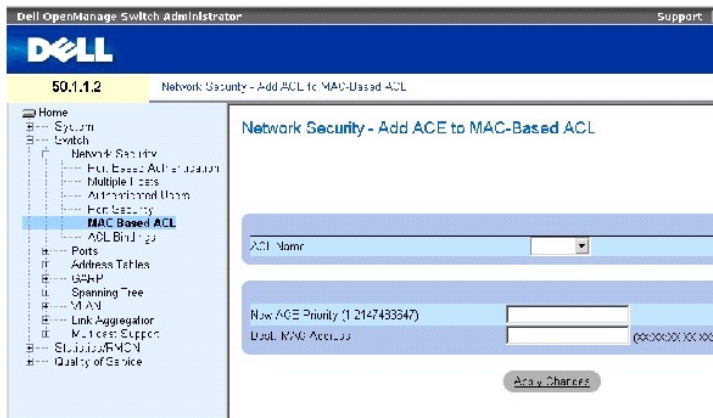 Dell OpenManage Switch Administrator
Support
DELL
50.1.1.2
Network Security - Add ACE to MAC-Based ACL
Home
System
Switch
Network Security
Port Based Authentication
Multiple Hosts
Authenticated Users
Port Security
MAC Based ACL
ACL Bindings
Ports
Address Tables
GARP
Spanning Tree
VLAN
Link Aggregation
Multicast Support
Statistics/RMON
Quality of Service
Network Security - Add ACE to MAC-Based ACL
ACL Name
New ACE Priority (1-2147483647)
Dest. MAC Address
Apply Changes